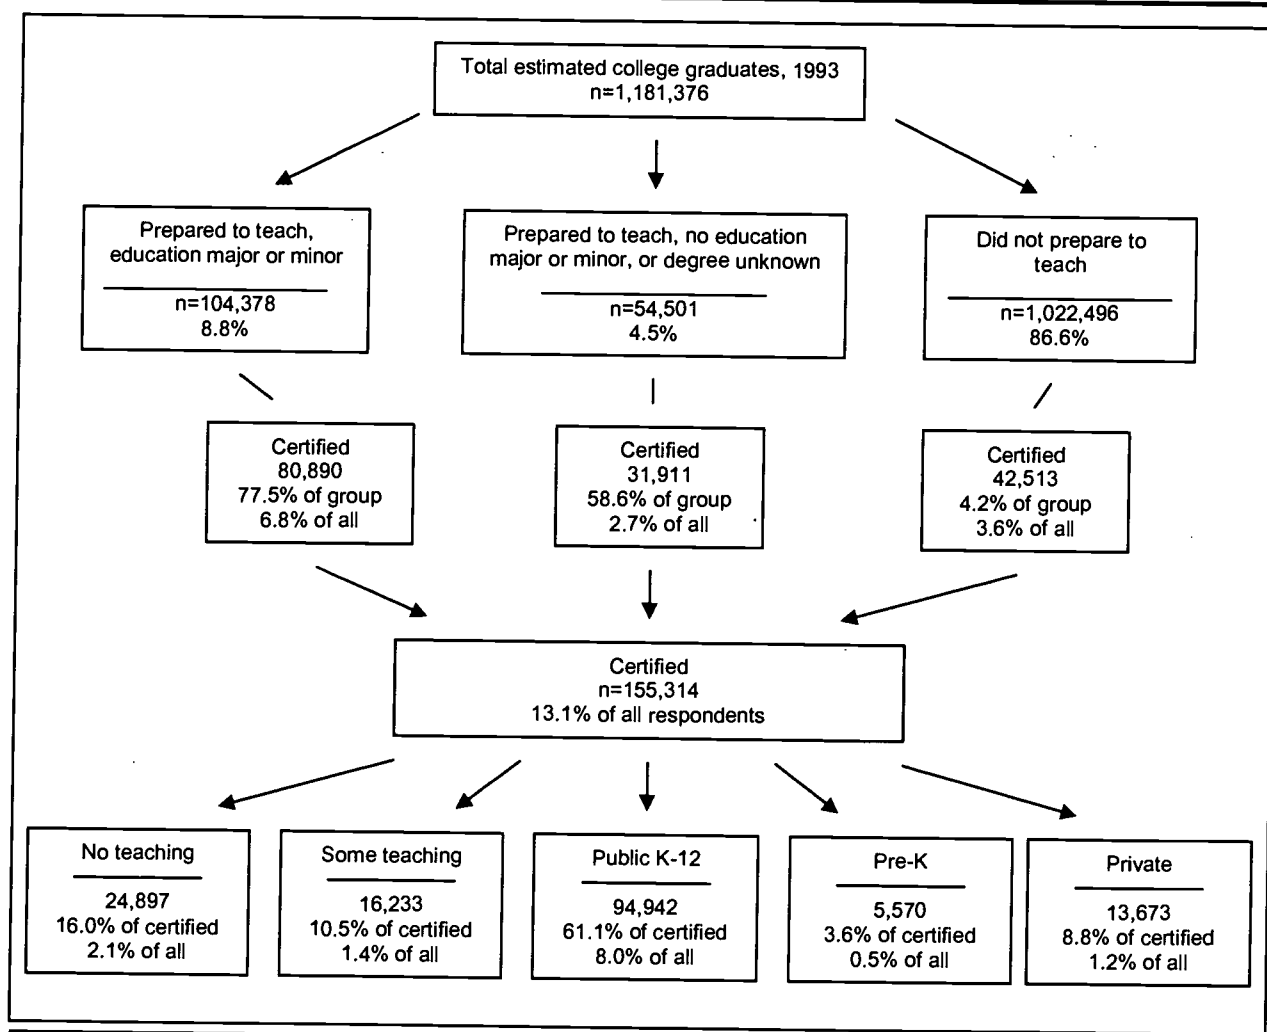 Total estimated college graduates, 1993
n=1,181,376
Prepared to teach,
education major or minor
n=104,378
8.8%
Prepared to teach, no education
major or minor, or degree unknown
n=54,501
4.5%
Did not prepare to
teach
n=1,022,496
86.6%
Certified
80,890
77.5% of group
6.8% of all
Certified
31,911
58.6% of group
2.7% of all
Certified
42,513
4.2% of group
3.6% of all
Certified
n=155,314
13.1% of all respondents
No teaching
24,897
16.0% of certified
2.1% of all
Some teaching
16,233
10.5% of certified
1.4% of all
Public K-12
94,942
61.1% of certified
8.0% of all
Pre-K
5,570
3.6% of certified
0.5% of all
Private
13,673
8.8% of certified
1.2% of all